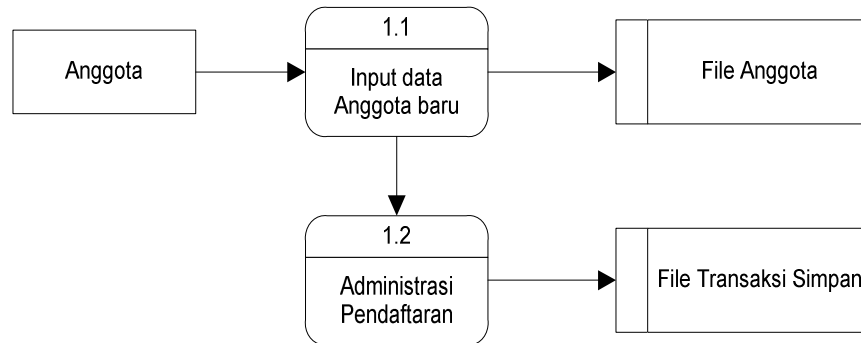 1.1
Anggota
Input data
Anggota baru
File Anggota
1.2
Administrasi
Pendaftaran
File Transaksi Simpan